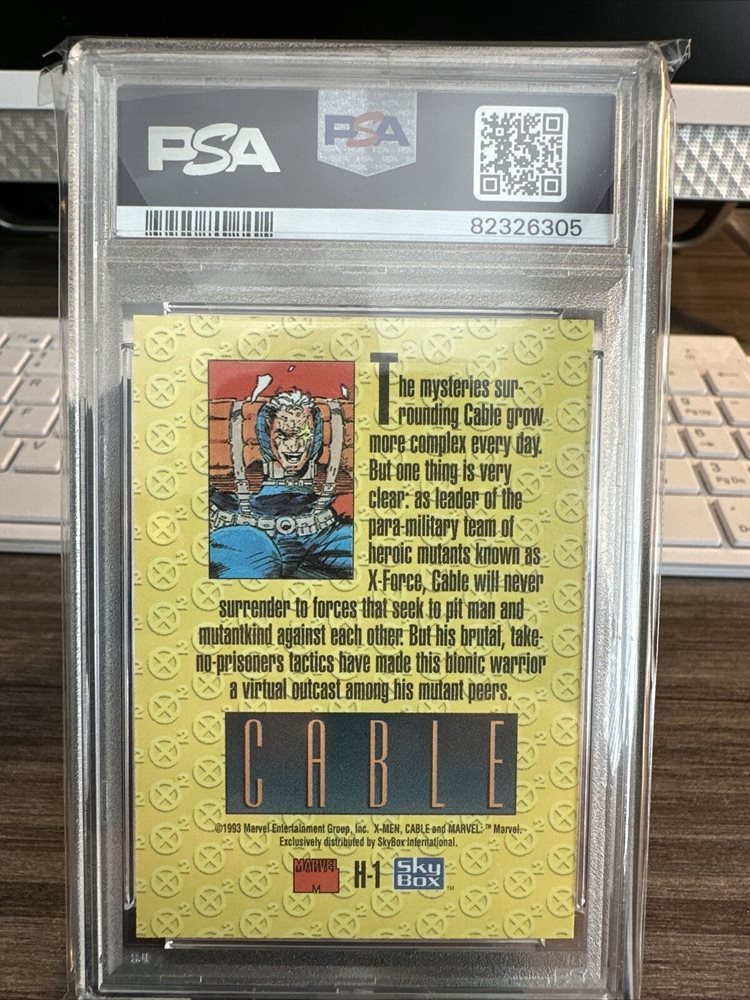 PSA
PSA
82326305
The mysteries sur-
rounding Cable grow
more complex every day.
But one thing is very
clear: as leader of the
para-military team of
heroic mutants known as
X-Force, Cable will never
surrender to forces that seek to pit man and
mutantkind against each other. But his brutal, take-
no-prisoners tactics have made this bionic warrior
a virtual outcast among his mutant peers.
CABLE
©1993 Marvel Entertainment Group, Inc. X-MEN, CABLE and MARVEL: ™ Marvel.
Exclusively distributed by SkyBox International.
MARVEL
M
H-1
SkyBox™